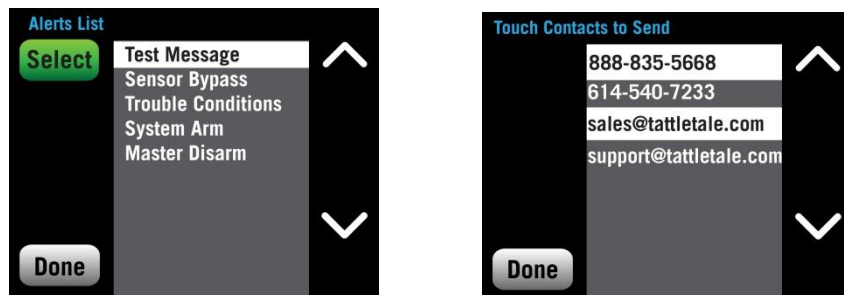 Alerts List
Select
Test Message
Sensor Bypass
Trouble Conditions
System Arm
Master Disarm
Done
Touch Contacts to Send
888-835-5668
614-540-7233
sales@tattletale.com
support@tattletale.com
Done